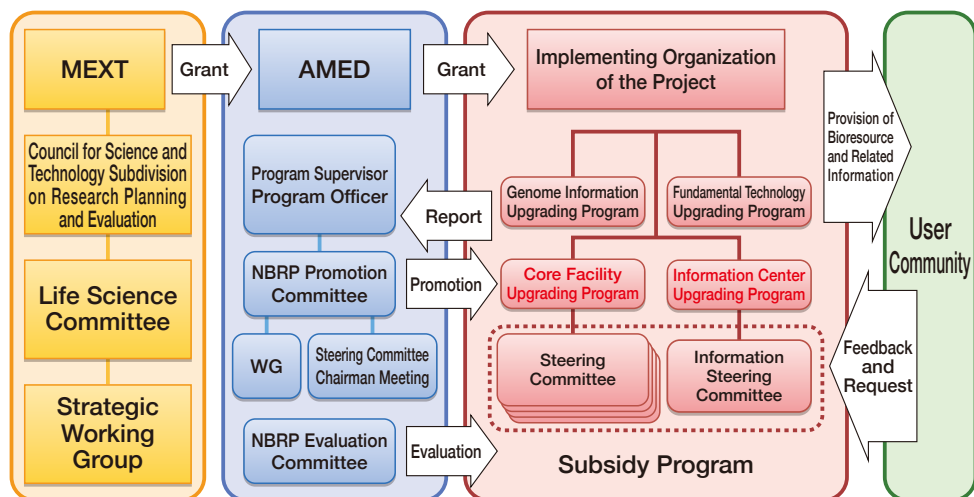 MEXT
Council for Science and
Technology Subdivision
on Research Planning
and Evaluation
Life Science
Committee
Strategic
Working
Group
Grant
AMED
Program Supervisor
Program Officer
NBRP Promotion
Committee
WG
Steering Committee
Chairman Meeting
NBRP Evaluation
Committee
Grant
Report
Promotion
Evaluation
Implementing Organization
of the Project
Genome Information
Upgrading Program
Fundamental Technology
Upgrading Program
Core Facility
Upgrading Program
Information Center
Upgrading Program
Steering
Committee
Information
Steering
Committee
Subsidy Program
Provision of
Bioresource
and Related
Information
Feedback
and
Request
User
Community